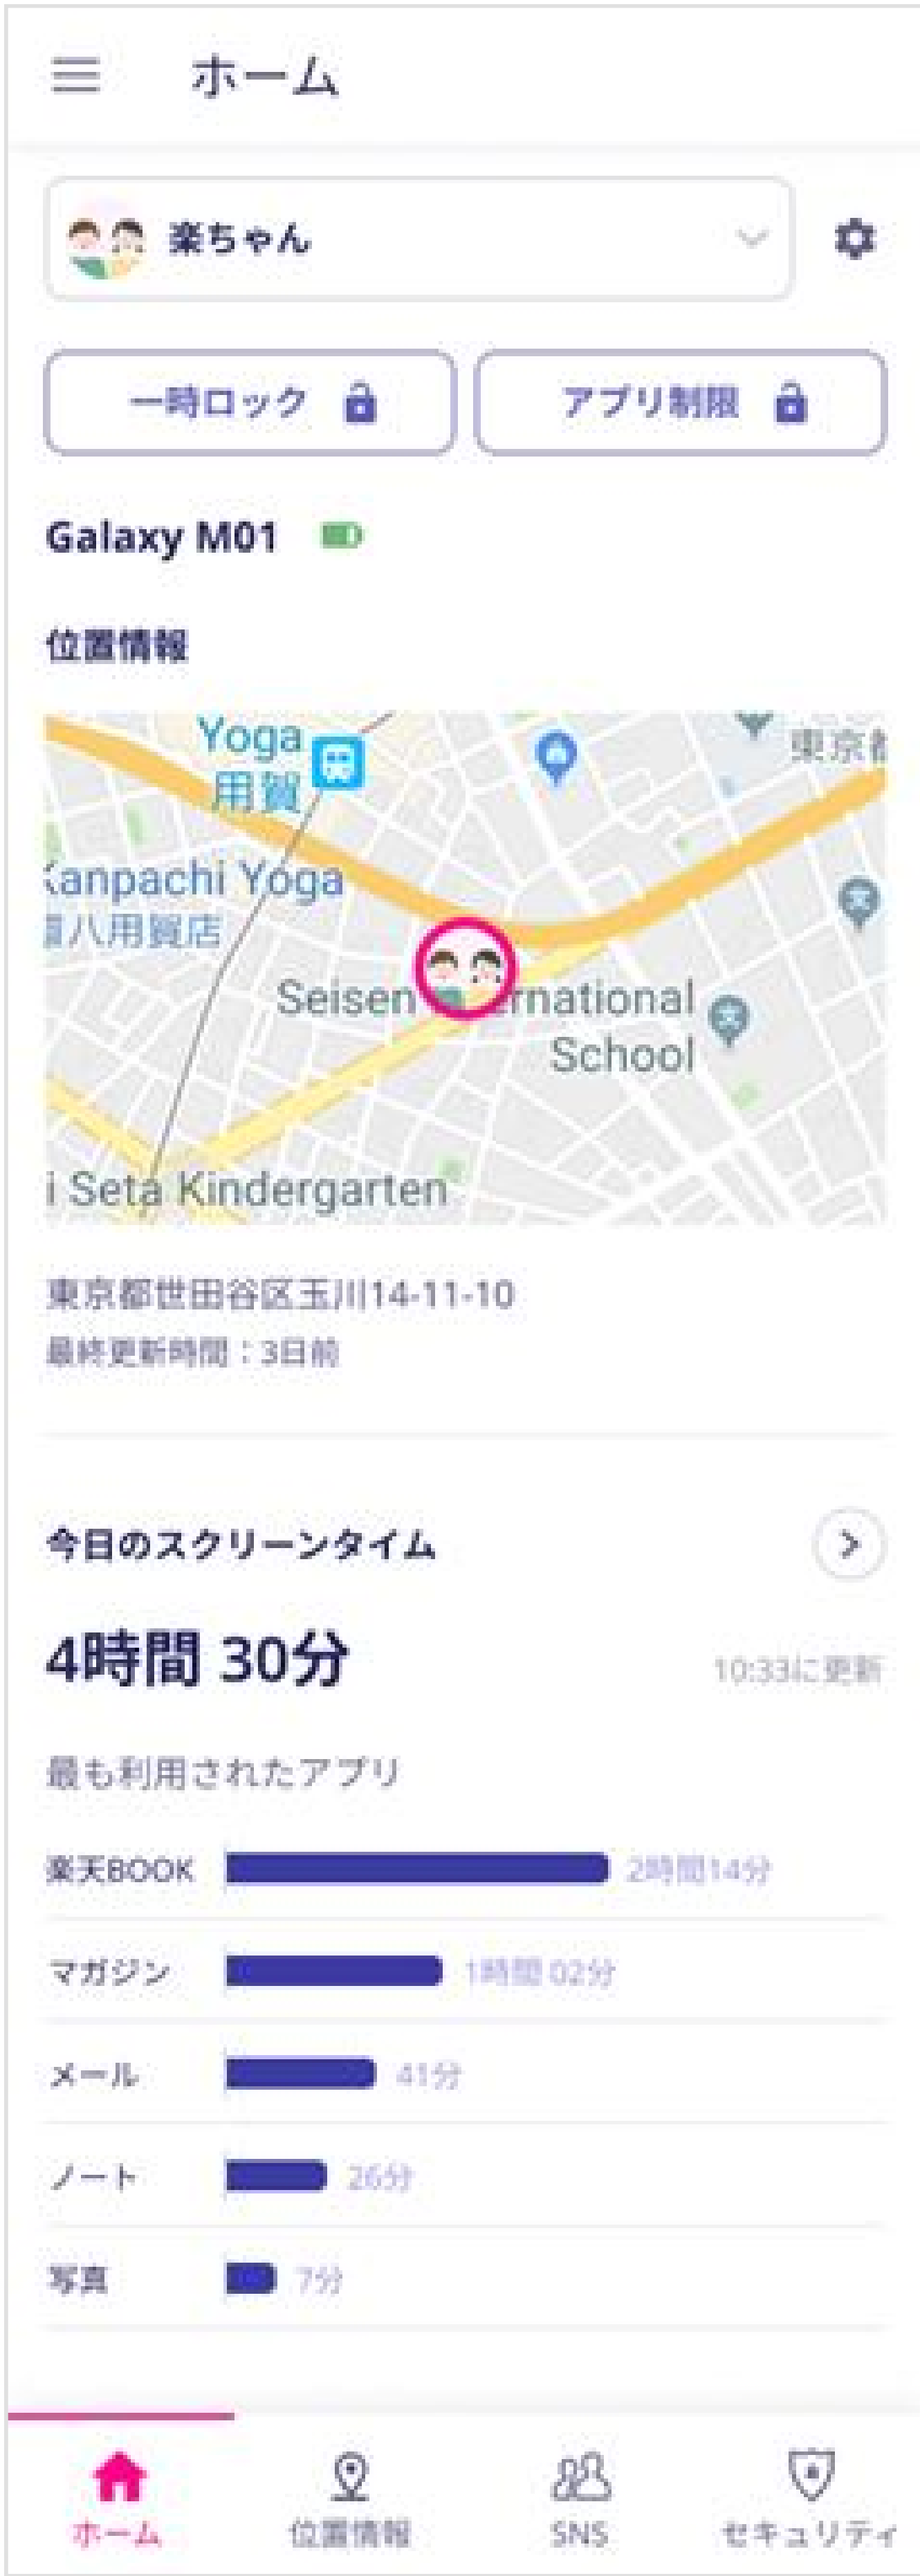 ホーム
楽ちゃん
一時ロック
アプリ制限
Galaxy M01
位置情報
Yoga
用賀
東京都
Kanpachi Yoga
八用賀店
Seisen ernational
School
i Seta Kindergarten
東京都世田谷区玉川14-11-10
最終更新時間：3日前
今日のスクリーンタイム
4時間 30分
10:33に更新
最も利用されたアプリ
楽天BOOK 2時間14分
マガジン 1時間 02分
メール 41分
ノート 26分
写真 7分
ホーム
位置情報
SNS
セキュリティ